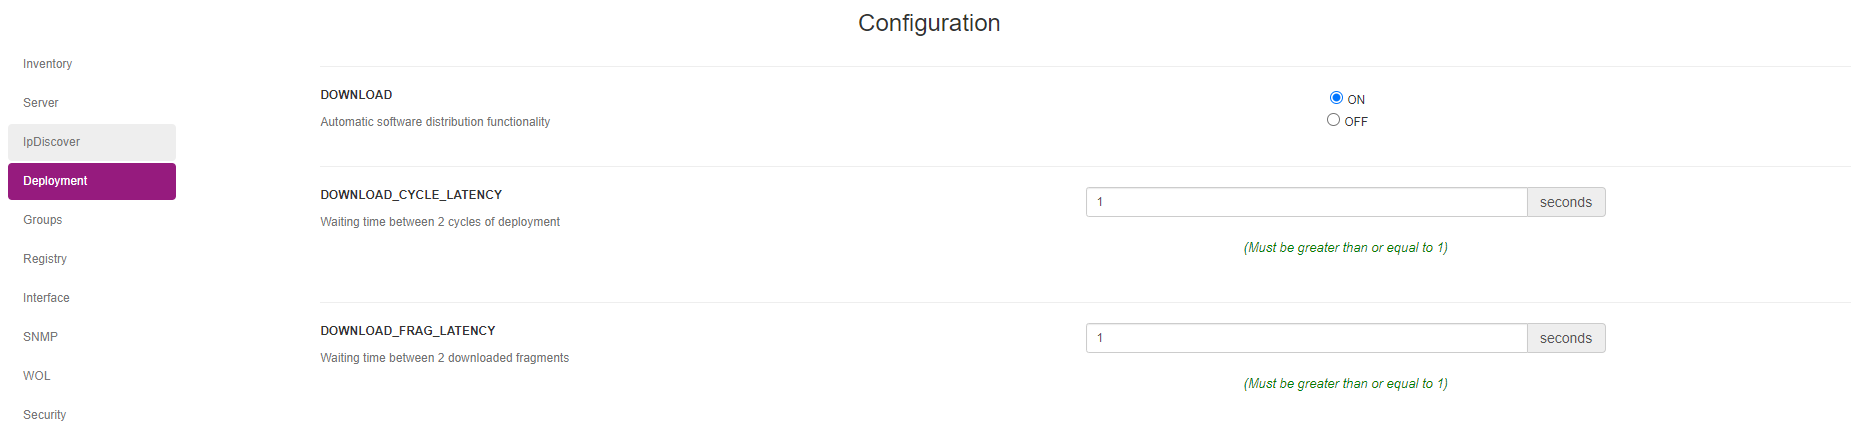 Configuration
Inventory
Server
IpDiscover
Deployment
Groups
Registry
Interface
SNMP
WOL
Security
DOWNLOAD
Automatic software distribution functionality
ON
OFF
DOWNLOAD_CYCLE_LATENCY
Waiting time between 2 cycles of deployment
1 seconds
(Must be greater than or equal to 1)
DOWNLOAD_FRAG_LATENCY
Waiting time between 2 downloaded fragments
1 seconds
(Must be greater than or equal to 1)